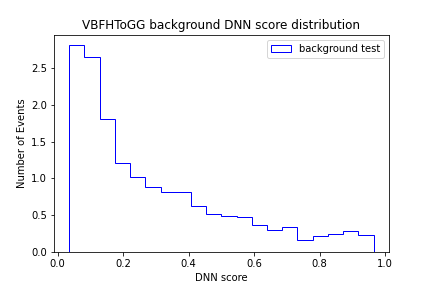 VBFHToGG background DNN score distribution
background test
Number of Events
2.5
2.0
1.5
1.0
0.5
0.0
0.0 0.2 0.4 0.6 0.8 1.0
DNN score